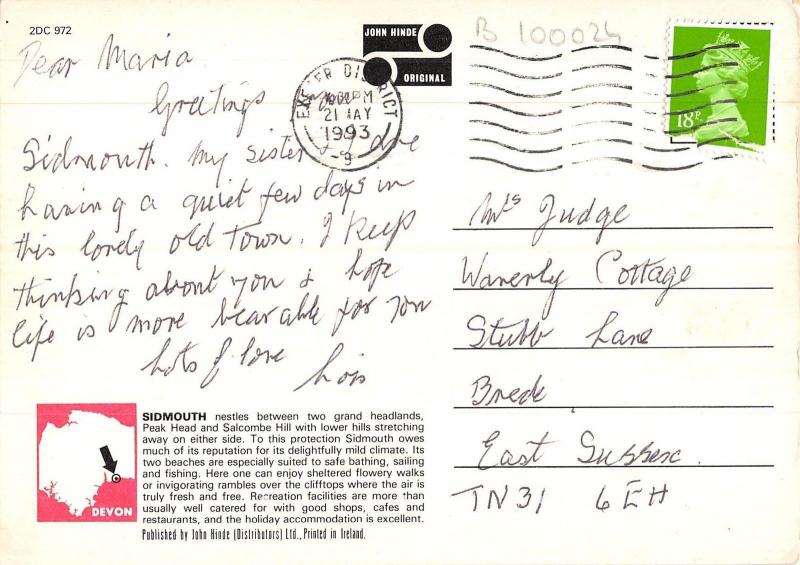 2DC 972
JOHN HINDE
ORIGINAL
B 100024
Dear Maria
Greetings
Sidmouth. My sister & I are
having a quiet few days in
this lovely old Town. I keep
thinking about you & hope
life is more bearable for you
Lots of love
Lois
EXETER DISTRICT
PM
21 MAY
1993
18P
Mrs Judge
Waverly Cottage
Stubb Lane
Brede
East Sussex.
TN31 6EH
SIDMOUTH nestles between two grand headlands,
Peak Head and Salcombe Hill with lower hills stretching
away on either side. To this protection Sidmouth owes
much of its reputation for its delightfully mild climate. Its
two beaches are especially suited to safe bathing, sailing
and fishing. Here one can enjoy sheltered flowery walks
or invigorating rambles over the clifftops where the air is
truly fresh and free. Recreation facilities are more than
usually well catered for with good shops, cafes and
restaurants, and the holiday accommodation is excellent.
Published by John Hinde (Distributors) Ltd., Printed in Ireland.
DEVON